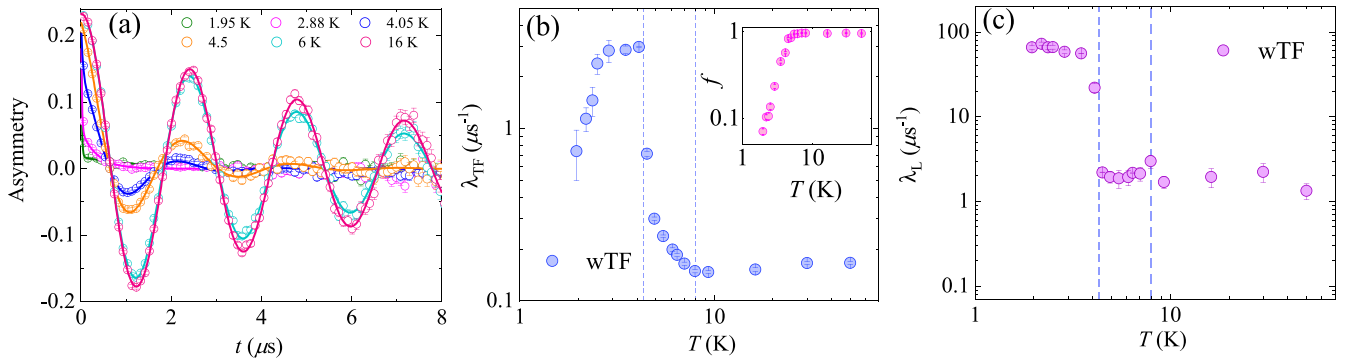 (a)
1.95 K 2.88 K 4.05 K
4.5 6 K 16 K
0.2
0.1
0.0
-0.1
-0.2
Asymmetry
0 2 4 6 8
t (μs)
(b)
1
0.1
λTF (μs⁻¹)
wTF
1 10
T (K)
1
0.1
f
1 10
T (K)
(c)
wTF
100
10
1
0.1
λL (μs⁻¹)
1 10
T (K)